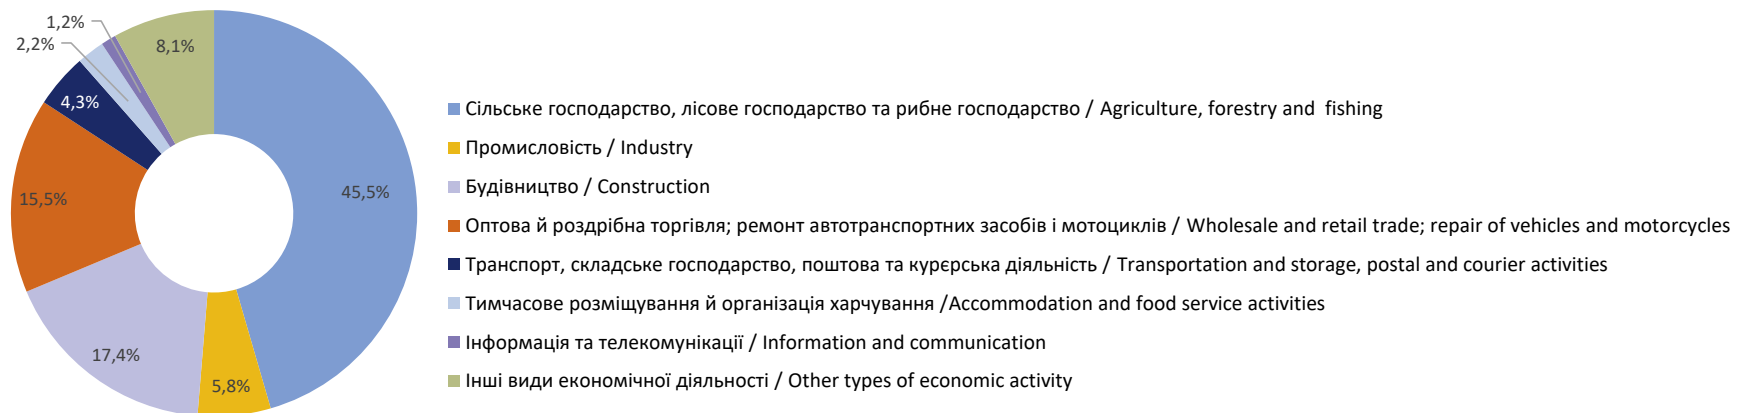 1,2%
2,2%
8,1%
4,3%
15,5%
45,5%
17,4%
5,8%
Сільське господарство, лісове господарство та рибне господарство / Agriculture, forestry and fishing
Промисловість / Industry
Будівництво / Construction
Оптова й роздрібна торгівля; ремонт автотранспортних засобів і мотоциклів / Wholesale and retail trade; repair of vehicles and motorcycles
Транспорт, складське господарство, поштова та курєрська діяльність / Transportation and storage, postal and courier activities
Тимчасове розміщування й організація харчування /Accommodation and food service activities
Інформація та телекомунікації / Information and communication
Інші види економічної діяльності / Other types of economic activity